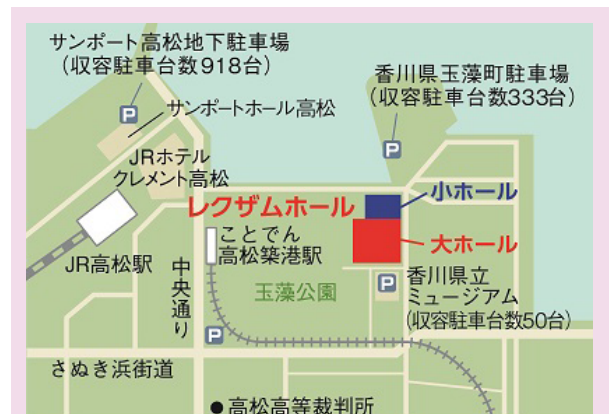 サンポート高松地下駐車場
(収容駐車台数918台)
P
サンポートホール高松
香川県玉藻町駐車場
(収容駐車台数333台)
P
JRホテル
クレメント高松
レクザムホール
小ホール
大ホール
ことでん
高松築港駅
JR高松駅
中央通り
玉藻公園
P
香川県立
ミュージアム
(収容駐車台数50台)
P
さぬき浜街道
●高松高等裁判所